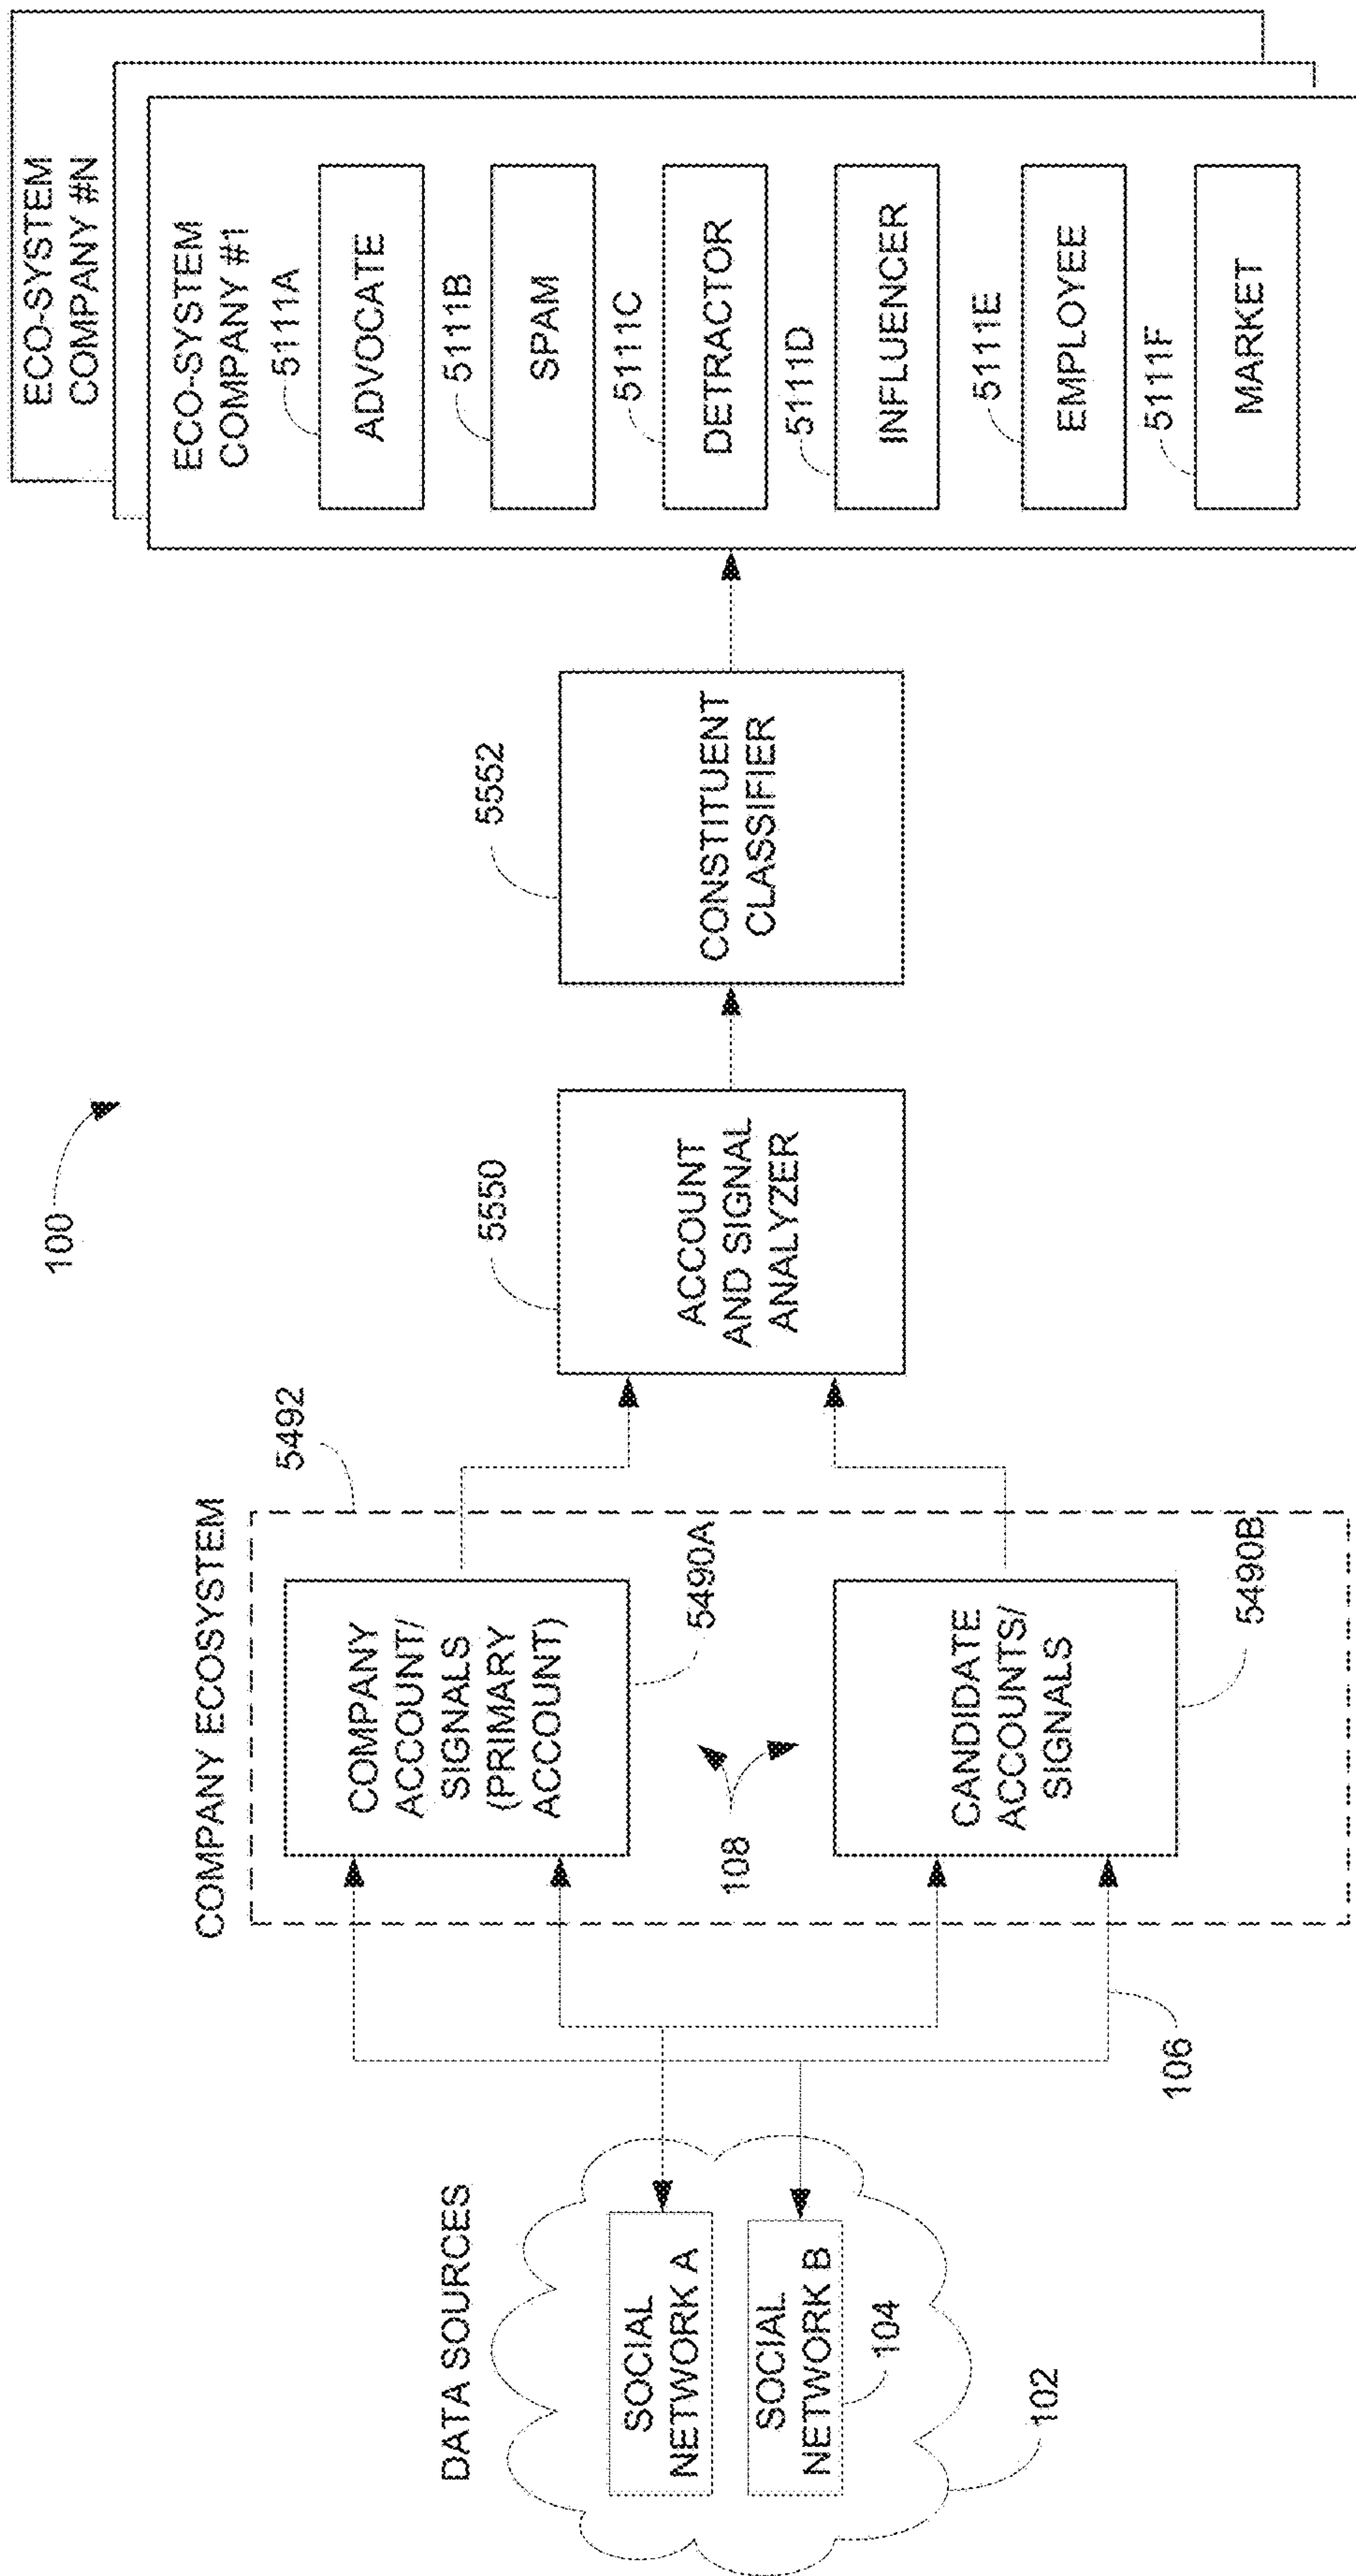 100
DATA SOURCES
SOCIAL
NETWORK A
SOCIAL
NETWORK B
104
102
106
COMPANY ECOSYSTEM
5492
COMPANY
ACCOUNT/
SIGNALS
(PRIMARY
ACCOUNT)
5490A
108
CANDIDATE
ACCOUNTS/
SIGNALS
5490B
5550
ACCOUNT
AND SIGNAL
ANALYZER
5552
CONSTITUENT
CLASSIFIER
ECO-SYSTEM
COMPANY #N
ECO-SYSTEM
COMPANY #1
5111A
ADVOCATE
5111B
SPAM
5111C
DETRACTOR
5111D
INFLUENCER
5111E
EMPLOYEE
5111F
MARKET